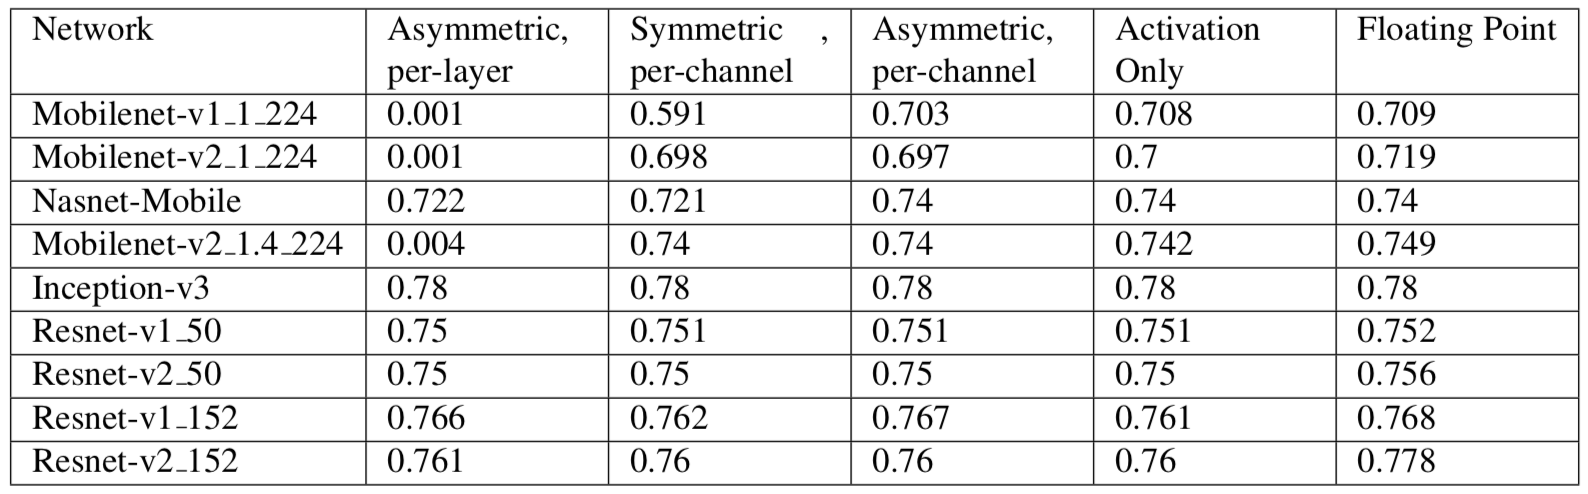 Network Asymmetric, per-layer Symmetric , per-channel Asymmetric, per-channel Activation Only Floating Point
Mobilenet-v1_1_224 0.001 0.591 0.703 0.708 0.709
Mobilenet-v2_1_224 0.001 0.698 0.697 0.7 0.719
Nasnet-Mobile 0.722 0.721 0.74 0.74 0.74
Mobilenet-v2_1.4_224 0.004 0.74 0.74 0.742 0.749
Inception-v3 0.78 0.78 0.78 0.78 0.78
Resnet-v1_50 0.75 0.751 0.751 0.751 0.752
Resnet-v2_50 0.75 0.75 0.75 0.75 0.756
Resnet-v1_152 0.766 0.762 0.767 0.761 0.768
Resnet-v2_152 0.761 0.76 0.76 0.76 0.778